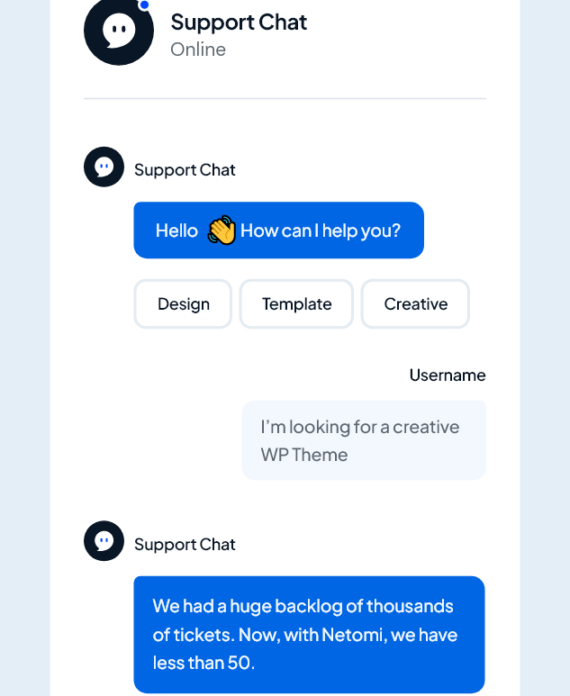 Support Chat
Online
Support Chat
Hello 👋 How can I help you?
Design
Template
Creative
Username
I'm looking for a creative
WP Theme
Support Chat
We had a huge backlog of thousands
of tickets. Now, with Netomi, we have
less than 50.